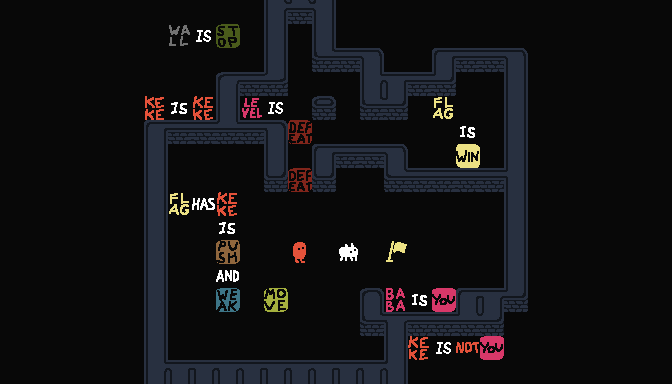 WALL IS STOP
KEKE IS KEKE LEVEL IS
FLAG
DEFEAT
IS
WIN
DEFEAT
FLAG HAS KEKE
IS
PUSH
AND
WEAK MOVE BABA IS YOU
KEKE IS NOT YOU